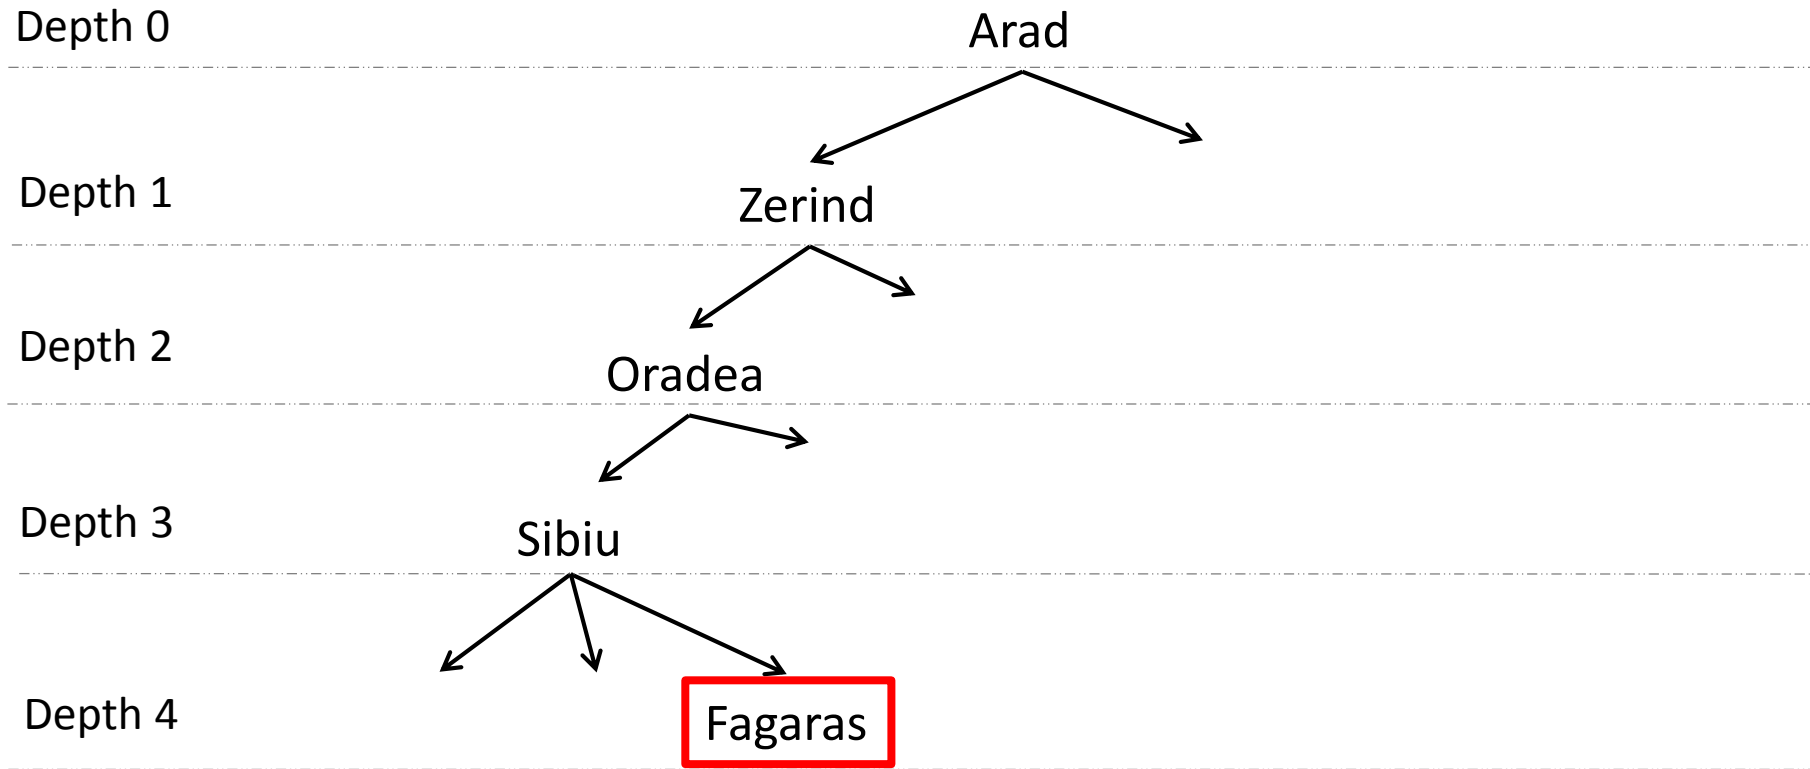 Depth 0
Arad
Depth 1
Zerind
Depth 2
Oradea
Depth 3
Sibiu
Depth 4
Fagaras